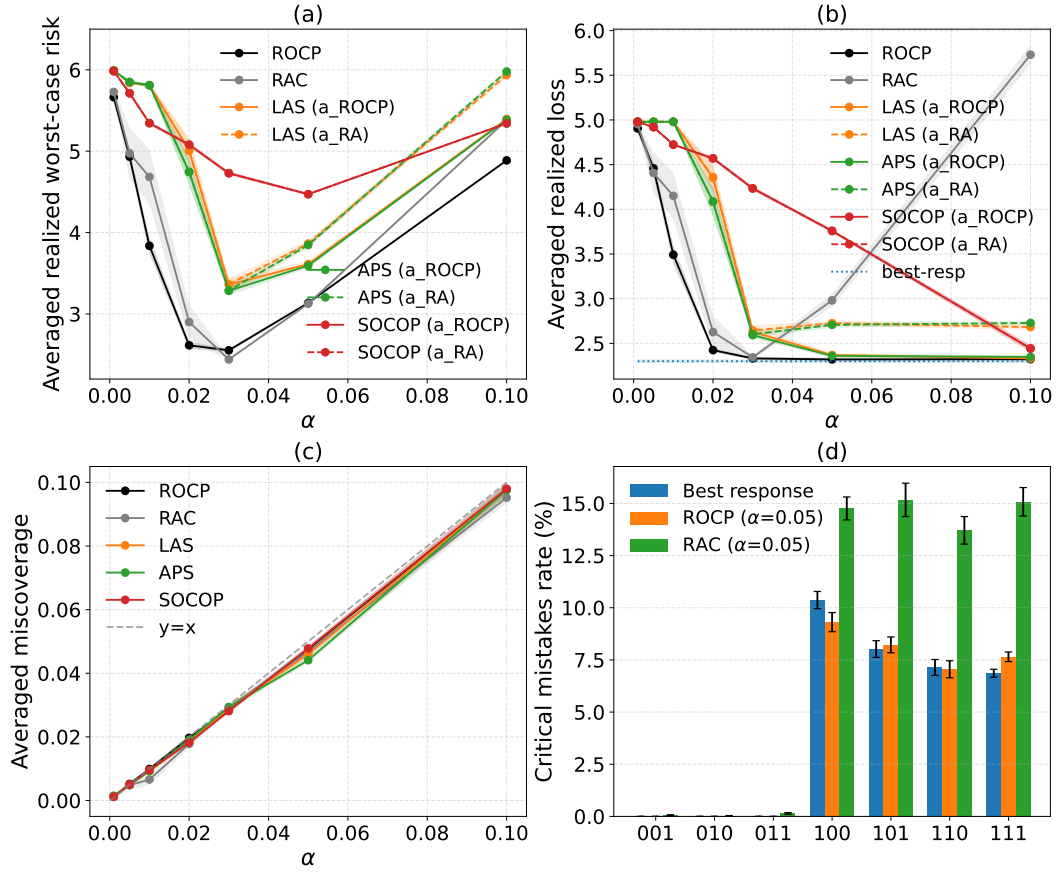 (a)
Averaged realized worst-case risk
6
5
4
3
ROCP
RAC
LAS (a_ROCP)
LAS (a_RA)
APS (a_ROCP)
APS (a_RA)
SOCOP (a_ROCP)
SOCOP (a_RA)
0.00 0.02 0.04 0.06 0.08 0.10
α
(b)
Averaged realized loss
6.0
5.5
5.0
4.5
4.0
3.5
3.0
2.5
ROCP
RAC
LAS (a_ROCP)
LAS (a_RA)
APS (a_ROCP)
APS (a_RA)
SOCOP (a_ROCP)
SOCOP (a_RA)
best-resp
0.00 0.02 0.04 0.06 0.08 0.10
α
(c)
Averaged miscoverage
0.10
0.08
0.06
0.04
0.02
0.00
ROCP
RAC
LAS
APS
SOCOP
y=x
0.00 0.02 0.04 0.06 0.08 0.10
α
(d)
Critical mistakes rate (%)
15.0
12.5
10.0
7.5
5.0
2.5
0.0
Best response
ROCP (α=0.05)
RAC (α=0.05)
001 010 011 100 101 110 111